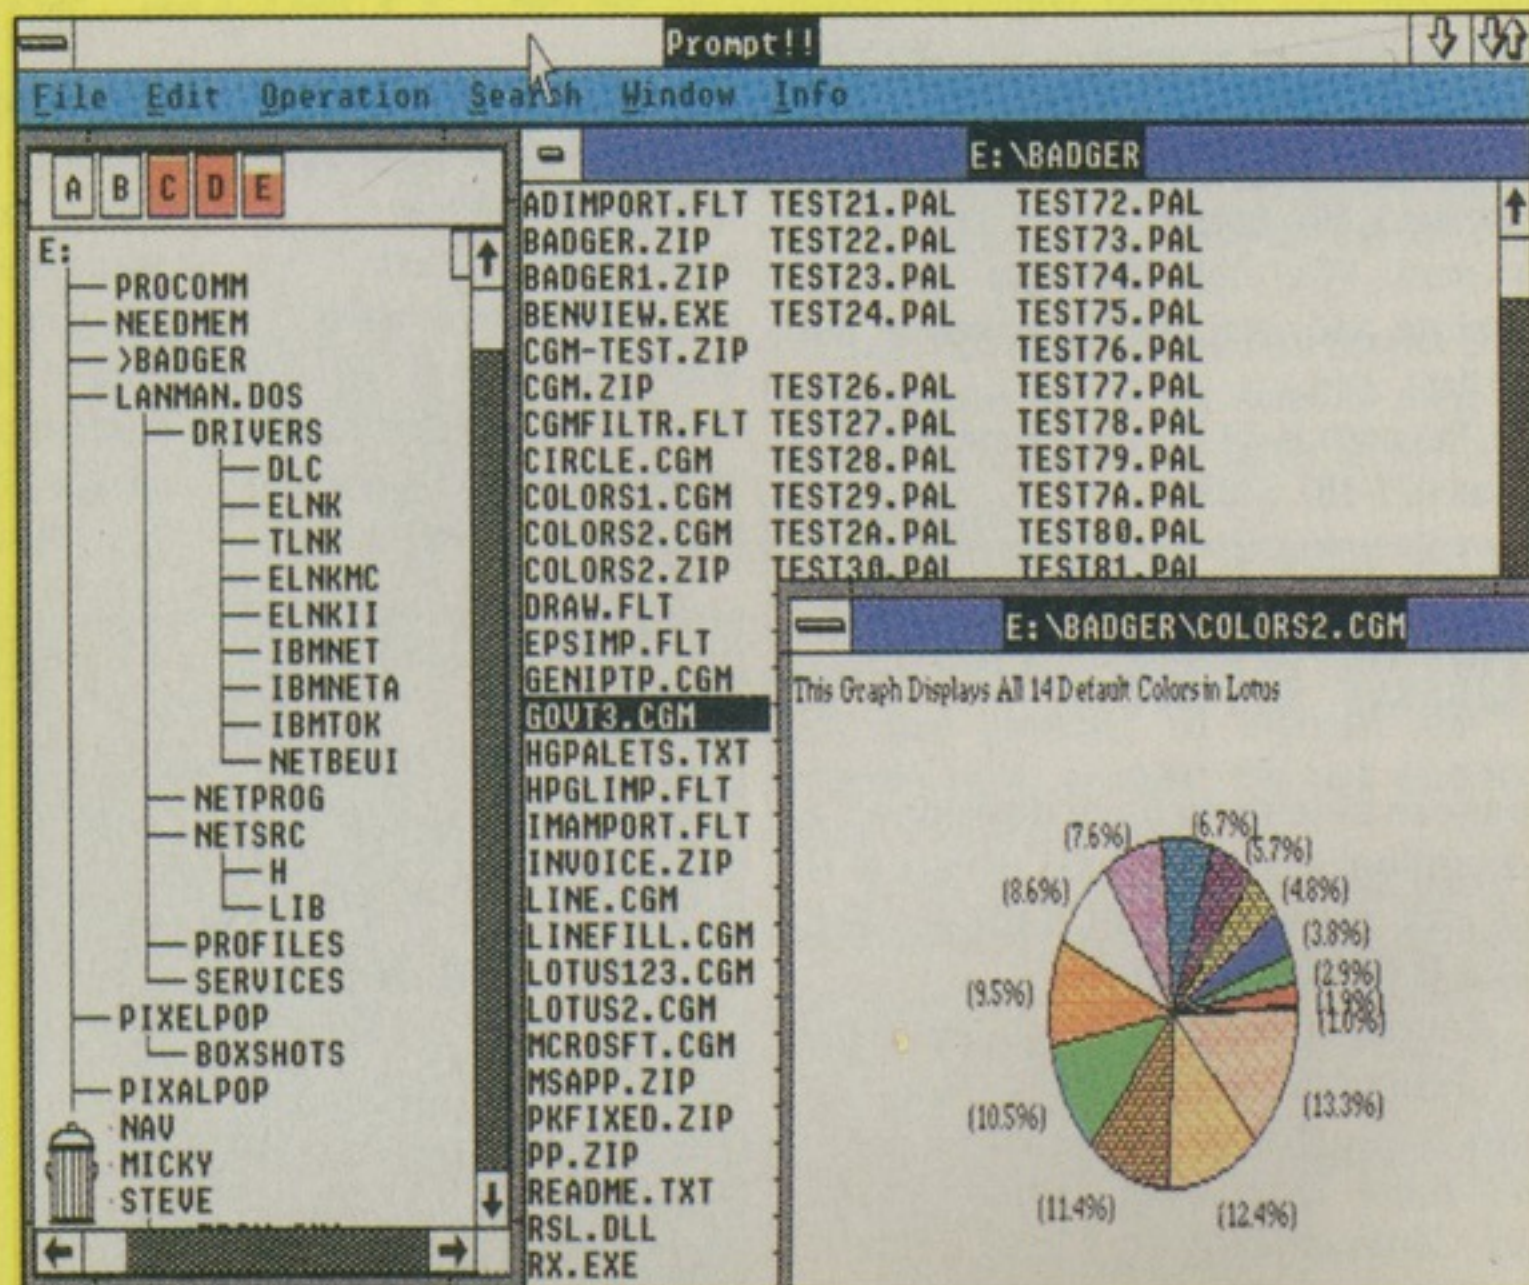 Prompt!!
File Edit Operation Search Window Info
A B C D E
E:
PROCOMM
NEEDMEM
>BADGER
LANMAN.DOS
DRIVERS
DLC
ELNK
TLNK
ELNKMC
ELNKII
IBMNET
IBMNETA
IBMTOK
NETBEUI
NETPROG
NETSRC
H
LIB
PROFILES
SERVICES
PIXELPOP
BOXSHOTS
PIXALPOP
NAV
MICKY
STEVE
E:\BADGER
ADIMPORT.FLT TEST21.PAL TEST72.PAL
BADGER.ZIP TEST22.PAL TEST73.PAL
BADGER1.ZIP TEST23.PAL TEST74.PAL
BENVIEW.EXE TEST24.PAL TEST75.PAL
CGM-TEST.ZIP TEST76.PAL
CGM.ZIP TEST26.PAL TEST77.PAL
CGMFILTR.FLT TEST27.PAL TEST78.PAL
CIRCLE.CGM TEST28.PAL TEST79.PAL
COLORS1.CGM TEST29.PAL TEST7A.PAL
COLORS2.CGM TEST2A.PAL TEST80.PAL
COLORS2.ZIP TEST30.PAL TEST81.PAL
DRAW.FLT
EPSIMP.FLT
GENIPTP.CGM
GOVT3.CGM
HGPALETS.TXT
HPGLIMP.FLT
IMAMPORT.FLT
INVOICE.ZIP
LINE.CGM
LINEFILL.CGM
LOTUS123.CGM
LOTUS2.CGM
MCROSFT.CGM
MSAPP.ZIP
PKFIXED.ZIP
PP.ZIP
README.TXT
RSL.DLL
RX.EXE
E:\BADGER\COLORS2.CGM
This Graph Displays All 14 Default Colors in Lotus
(6.7%)
(7.6%)
(5.7%)
(8.6%)
(4.8%)
(3.8%)
(2.9%)
(9.5%)
(1.9%)
(1.0%)
(10.5%)
(13.3%)
(11.4%)
(12.4%)